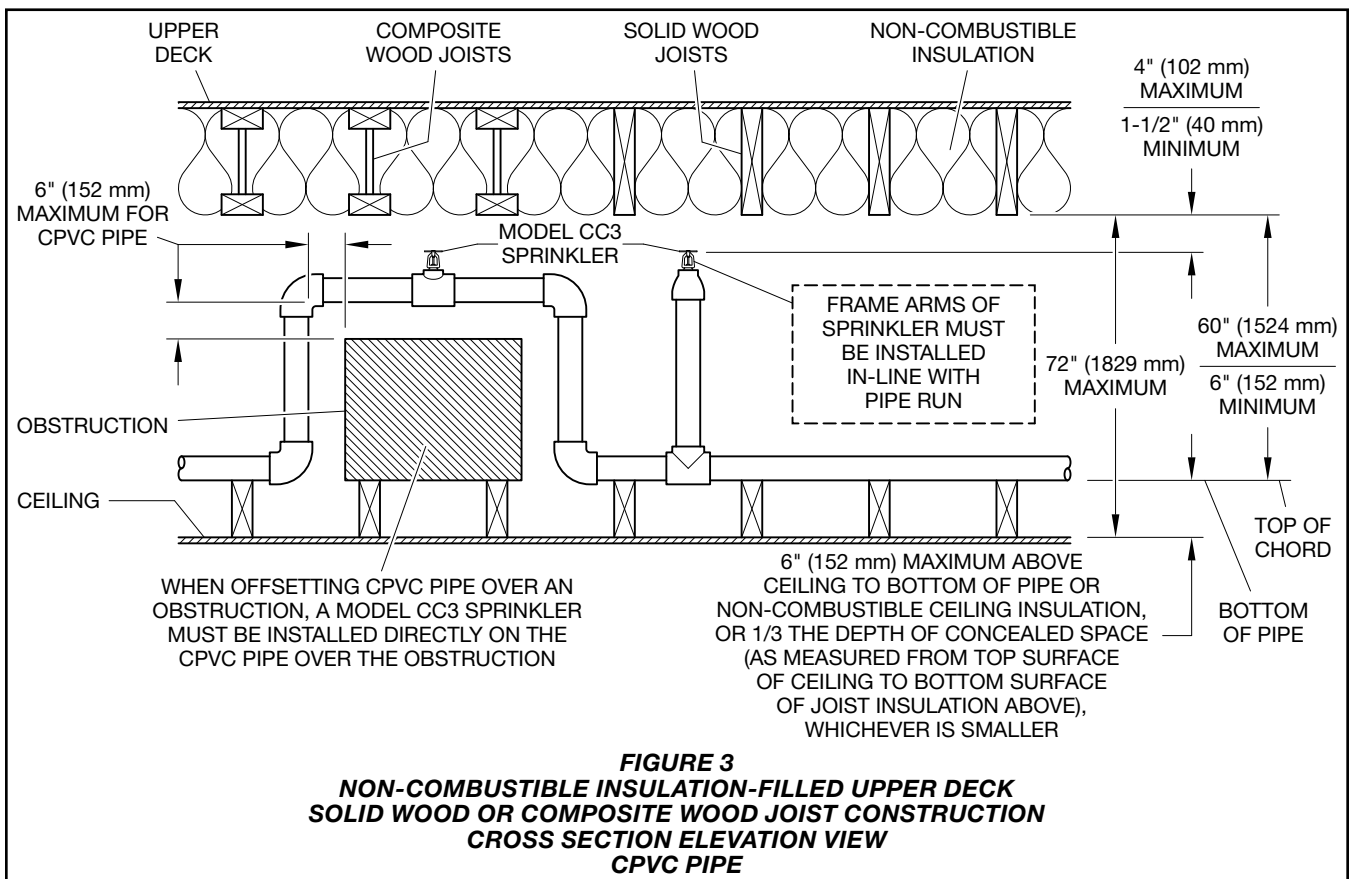 UPPER
DECK
COMPOSITE
WOOD JOISTS
SOLID WOOD
JOISTS
NON-COMBUSTIBLE
INSULATION
4" (102 mm)
MAXIMUM
1-1/2" (40 mm)
MINIMUM
6" (152 mm)
MAXIMUM FOR
CPVC PIPE
MODEL CC3
SPRINKLER
FRAME ARMS OF
SPRINKLER MUST
BE INSTALLED
IN-LINE WITH
PIPE RUN
72" (1829 mm)
MAXIMUM
60" (1524 mm)
MAXIMUM
6" (152 mm)
MINIMUM
OBSTRUCTION
CEILING
TOP OF
CHORD
BOTTOM
OF PIPE
WHEN OFFSETTING CPVC PIPE OVER AN
OBSTRUCTION, A MODEL CC3 SPRINKLER
MUST BE INSTALLED DIRECTLY ON THE
CPVC PIPE OVER THE OBSTRUCTION
6" (152 mm) MAXIMUM ABOVE
CEILING TO BOTTOM OF PIPE OR
NON-COMBUSTIBLE CEILING INSULATION,
OR 1/3 THE DEPTH OF CONCEALED SPACE
(AS MEASURED FROM TOP SURFACE
OF CEILING TO BOTTOM SURFACE
OF JOIST INSULATION ABOVE),
WHICHEVER IS SMALLER
FIGURE 3
NON-COMBUSTIBLE INSULATION-FILLED UPPER DECK
SOLID WOOD OR COMPOSITE WOOD JOIST CONSTRUCTION
CROSS SECTION ELEVATION VIEW
CPVC PIPE